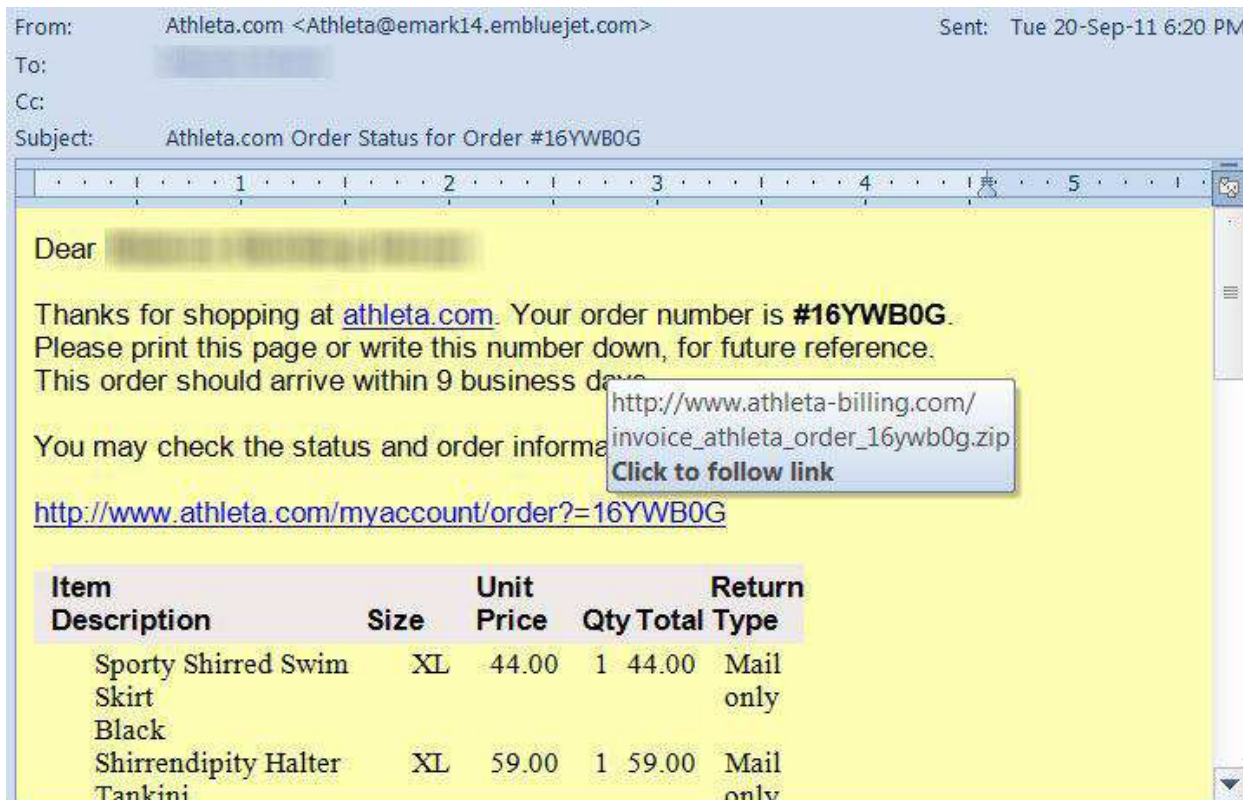 From: Athleta.com <Athleta@emark14.embluejet.com> Sent: Tue 20-Sep-11 6:20 PM
To:
Cc:
Subject: Athleta.com Order Status for Order #16YWB0G
1 2 3 4 5
Dear
Thanks for shopping at athleta.com. Your order number is #16YWB0G.
Please print this page or write this number down, for future reference.
This order should arrive within 9 business days
http://www.athleta-billing.com/
invoice_athleta_order_16ywb0g.zip
Click to follow link
You may check the status and order informa
http://www.athleta.com/myaccount/order?=16YWB0G
Item Unit Return
Description Size Price Qty Total Type
Sporty Shirred Swim XL 44.00 1 44.00 Mail
Skirt only
Black
Shirrendipity Halter XL 59.00 1 59.00 Mail
Tankini only